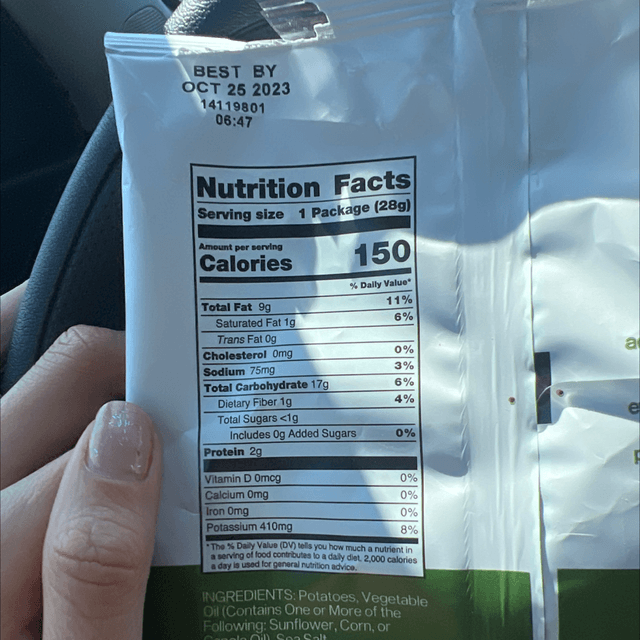 BEST BY
OCT 25 2023
14119801
06:47
Nutrition Facts
Serving size 1 Package (28g)
Amount per serving
Calories 150
% Daily Value*
Total Fat 9g 11%
Saturated Fat 1g 6%
Trans Fat 0g
Cholesterol 0mg 0%
Sodium 75mg 3%
Total Carbohydrate 17g 6%
Dietary Fiber 1g 4%
Total Sugars <1g
Includes 0g Added Sugars 0%
Protein 2g
Vitamin D 0mcg 0%
Calcium 0mg 0%
Iron 0mg 0%
Potassium 410mg 8%
*The % Daily Value (DV) tells you how much a nutrient in
a serving of food contributes to a daily diet. 2,000 calories
a day is used for general nutrition advice.
INGREDIENTS: Potatoes, Vegetable
Oil (Contains One or More of the
Following: Sunflower, Corn, or
Canola Oil), Sea Salt